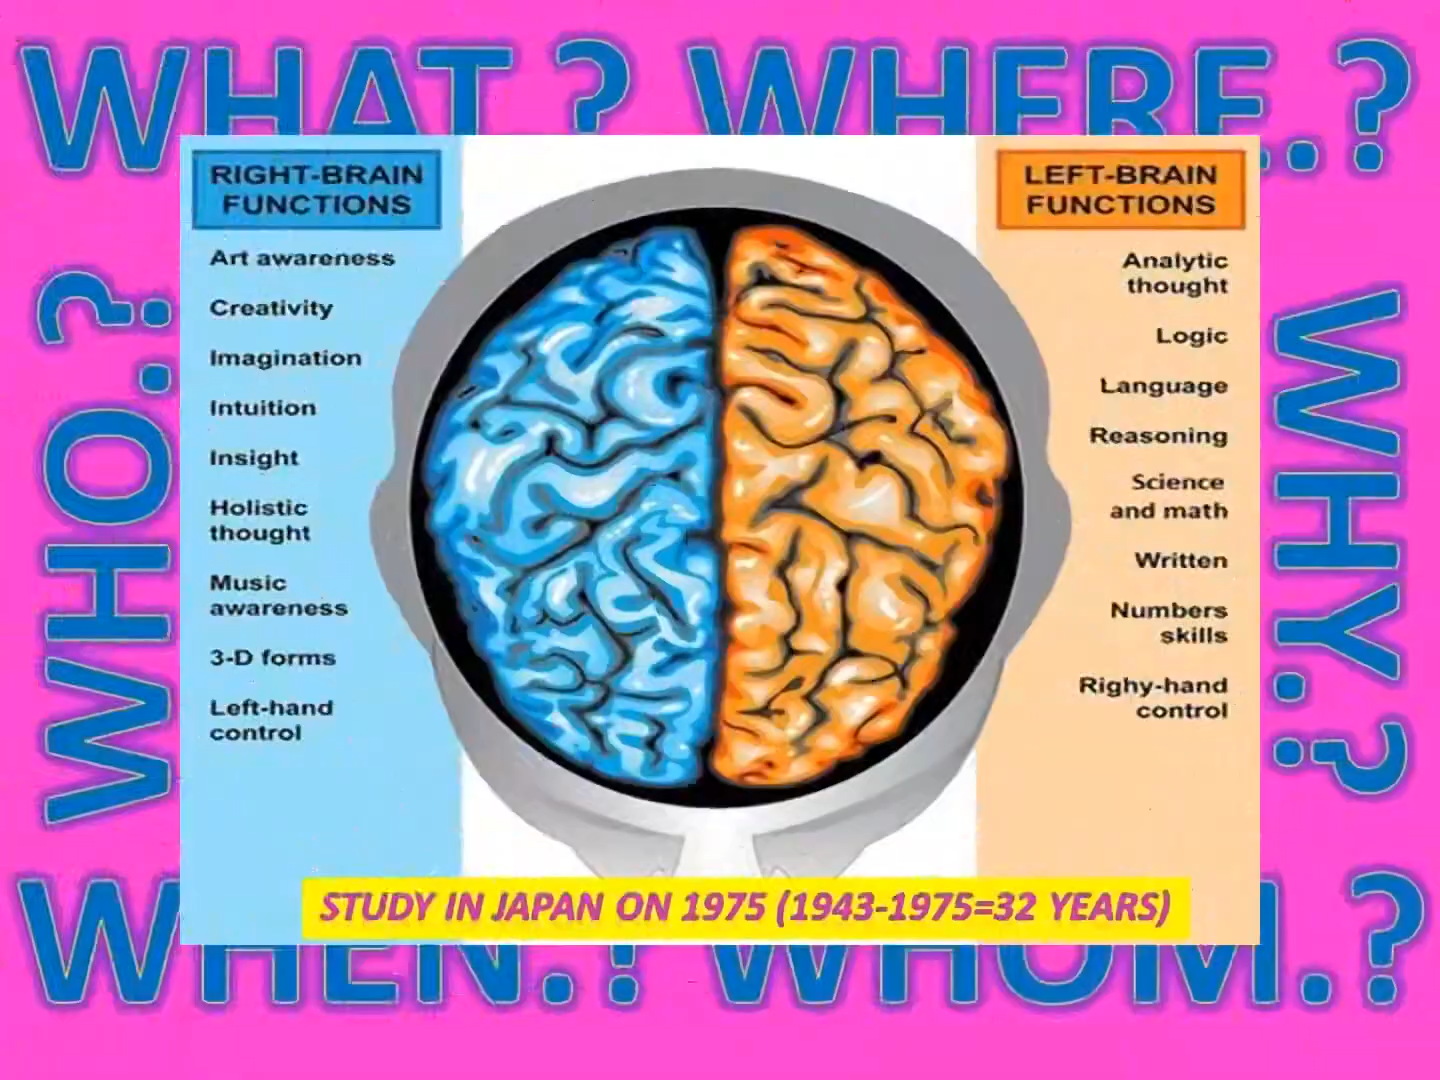 WHAT ? WHERE.?
WHO.?
WHY.?
RIGHT-BRAIN
FUNCTIONS
Art awareness
Creativity
Imagination
Intuition
Insight
Holistic
thought
Music
awareness
3-D forms
Left-hand
control
LEFT-BRAIN
FUNCTIONS
Analytic
thought
Logic
Language
Reasoning
Science
and math
Written
Numbers
skills
Righy-hand
control
STUDY IN JAPAN ON 1975 (1943-1975=32 YEARS)
WHEN.? WHOM.?